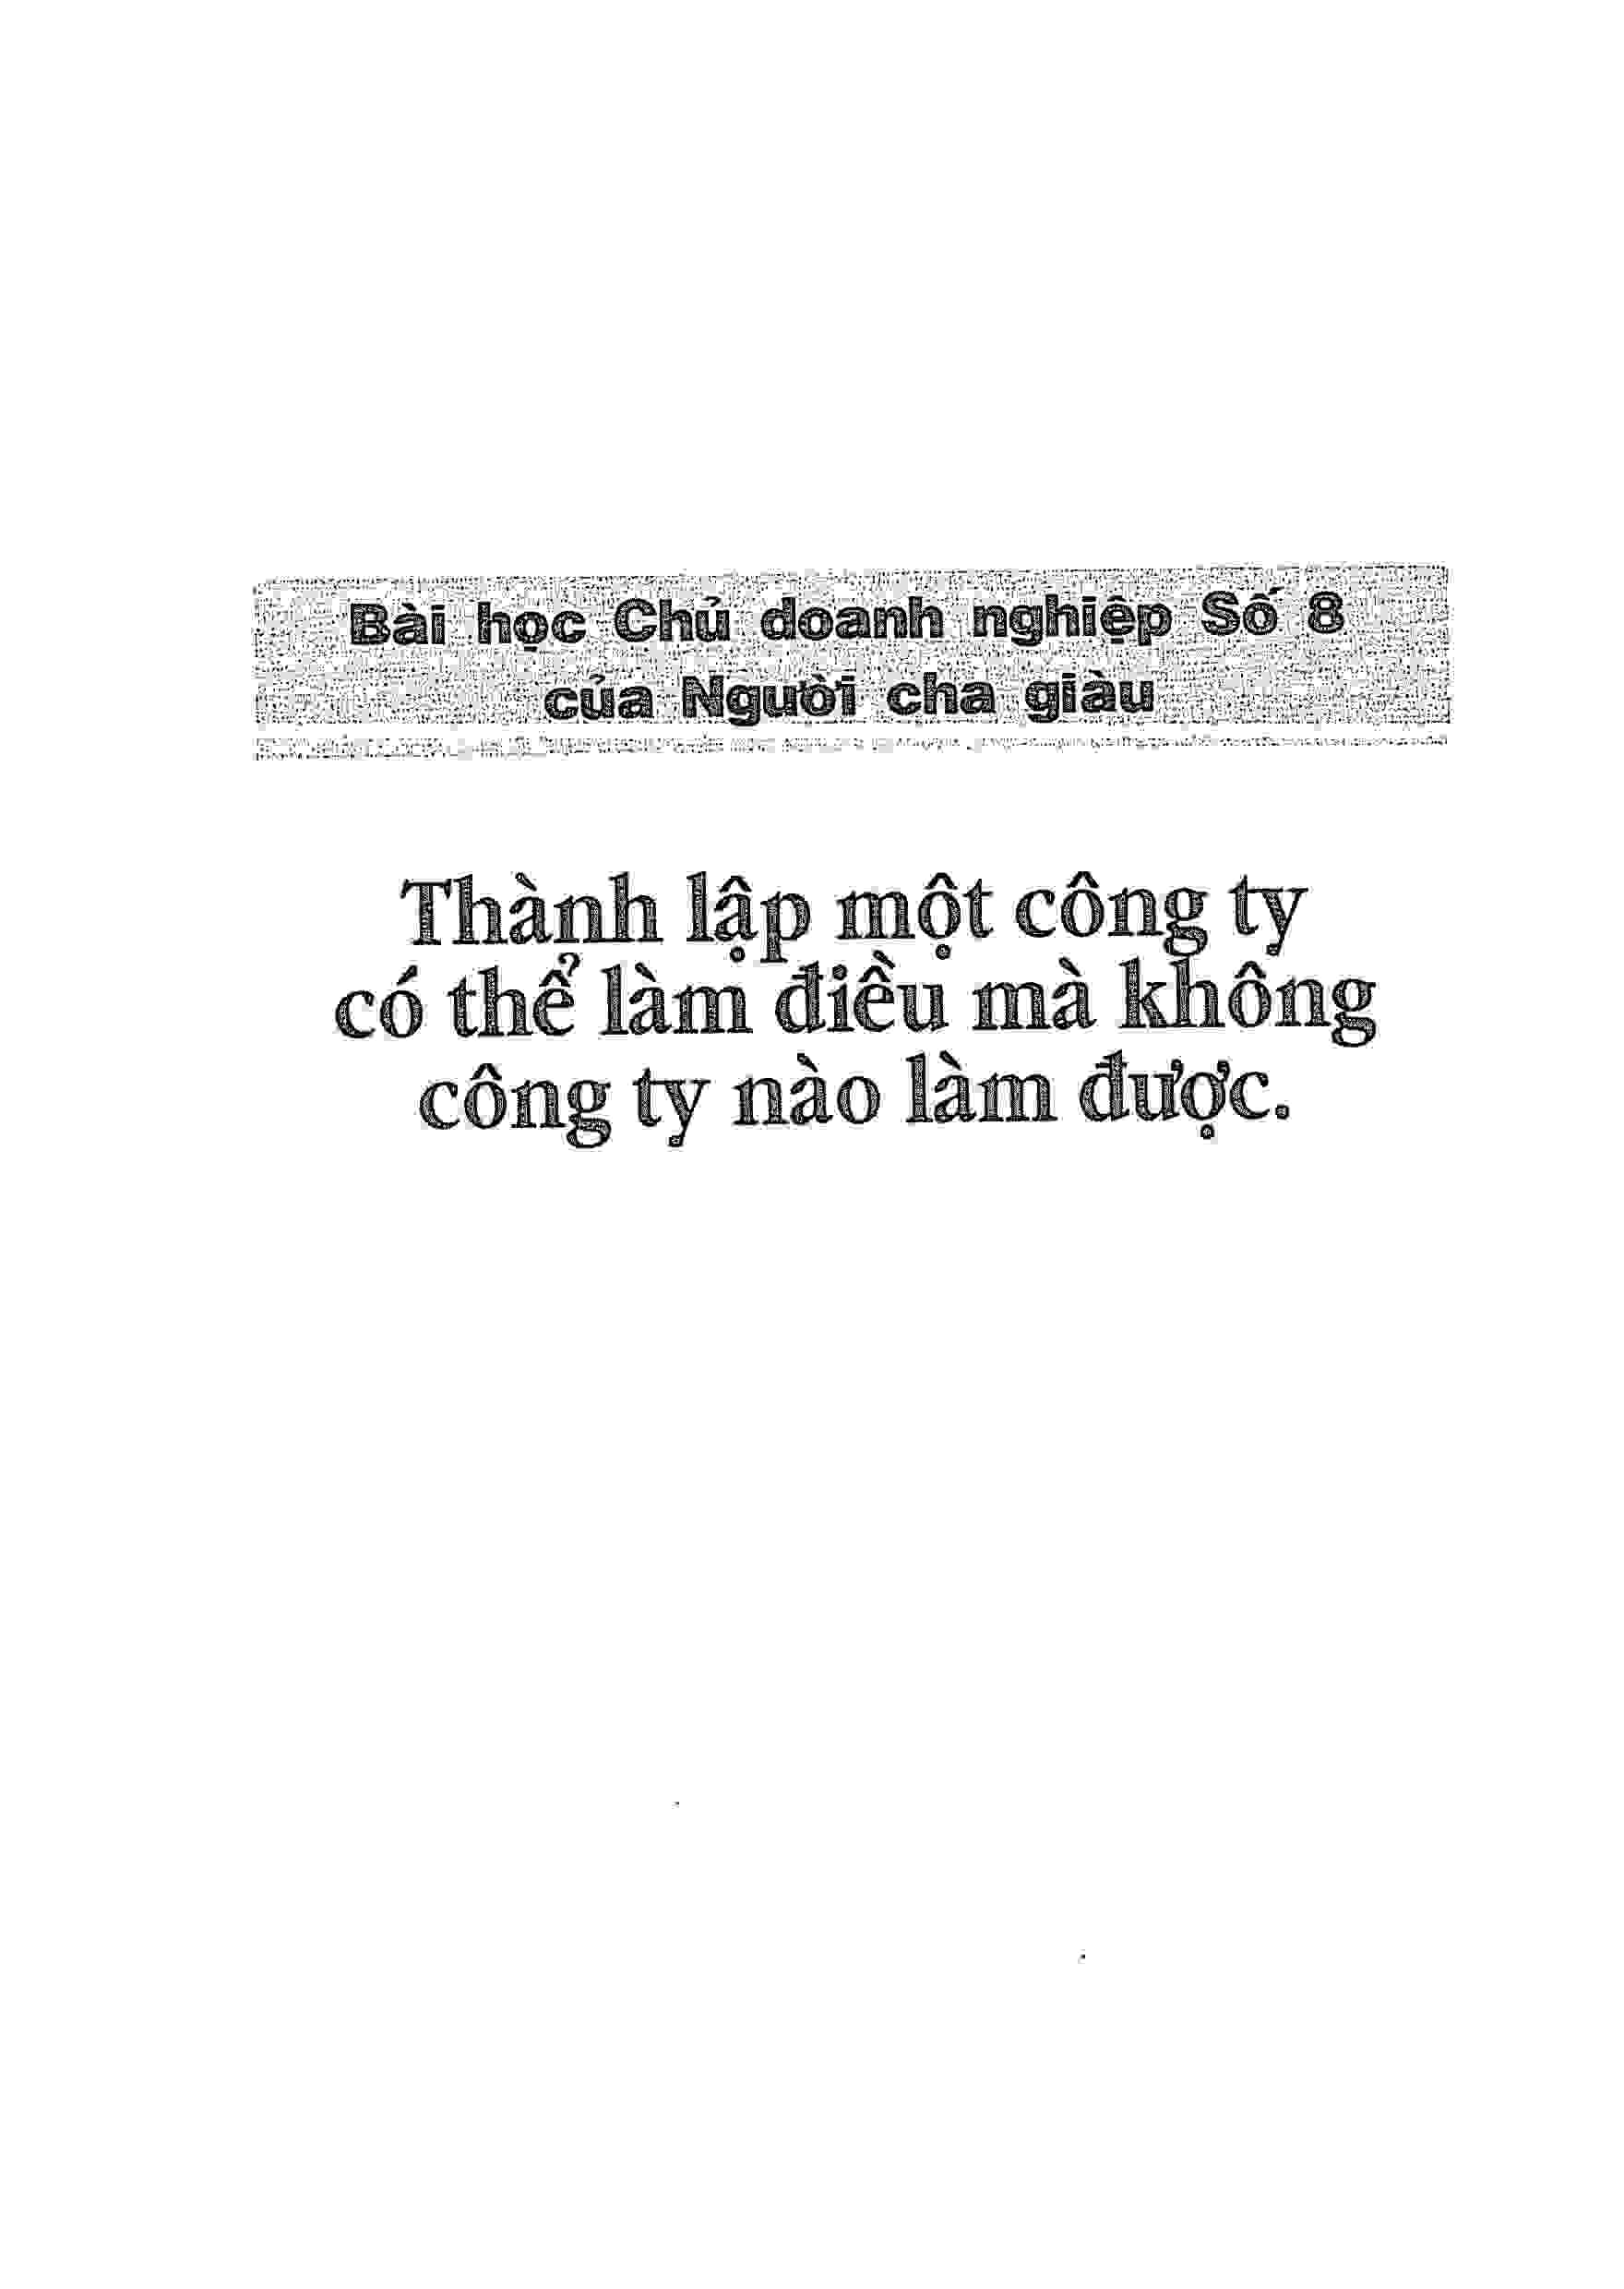 Bài học Chủ doanh nghiệp Số 8
của Người cha giàu
Thành lập một công ty
có thể làm điều mà không
công ty nào làm được.